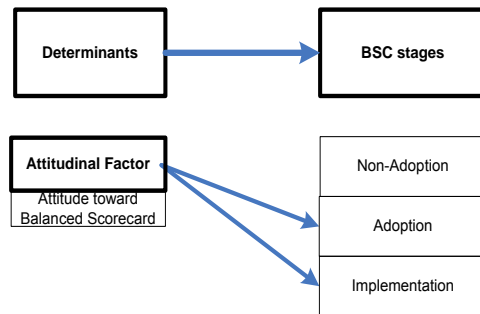 Determinants
BSC stages
Attitudinal Factor
Attitude toward
Balanced Scorecard
Non-Adoption
Adoption
Implementation